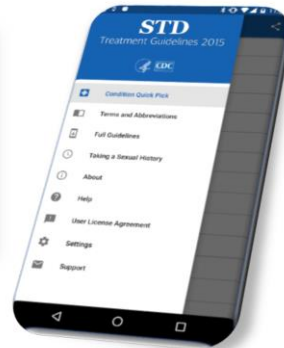 STD
Treatment Guidelines 2015
CDC
Condition Quick Pick
Terms and Abbreviations
Full Guidelines
Taking a Sexual History
About
Help
User License Agreement
Settings
Support